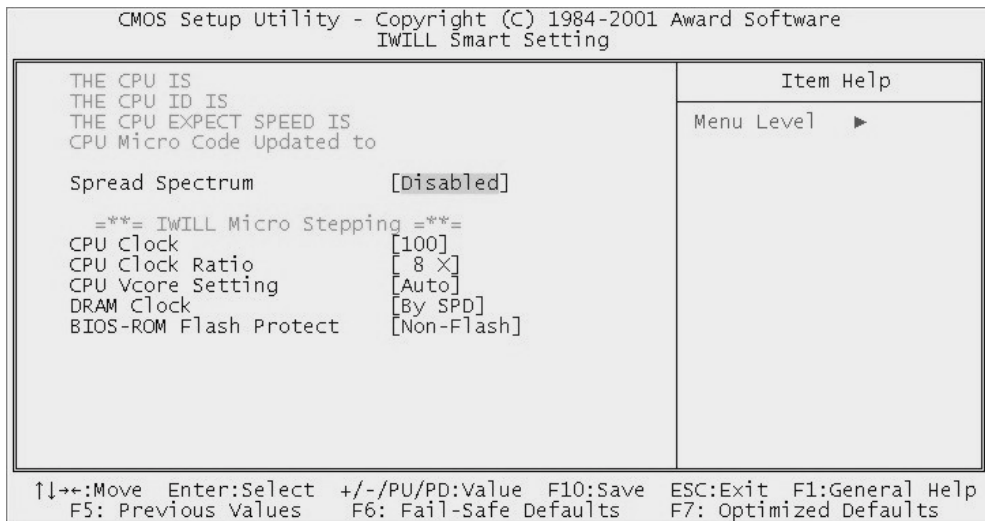 CMOS Setup Utility - Copyright (C) 1984-2001 Award Software
IWILL Smart Setting
THE CPU IS
THE CPU ID IS
THE CPU EXPECT SPEED IS
CPU Micro Code Updated to
Spread Spectrum [Disabled]
=**= IWILL Micro Stepping =**=
CPU Clock [100]
CPU Clock Ratio [ 8 X]
CPU Vcore Setting [Auto]
DRAM Clock [By SPD]
BIOS-ROM Flash Protect [Non-Flash]
Item Help
Menu Level ►
↑↓→←:Move Enter:Select +/-/PU/PD:Value F10:Save ESC:Exit F1:General Help
F5: Previous Values F6: Fail-Safe Defaults F7: Optimized Defaults